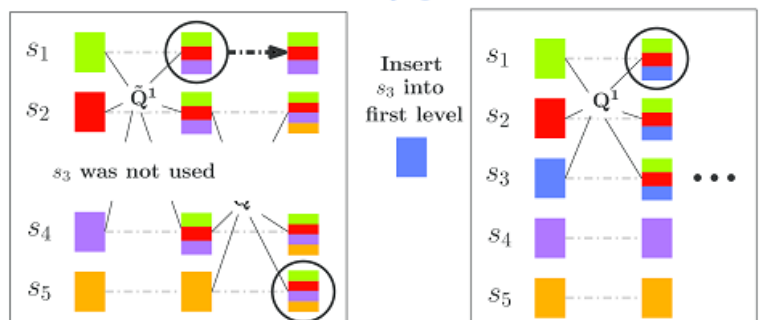 s₁
Q̃¹
s₂
s₃ was not used
s₄
s₅
Insert
s₃ into
first level
s₁
Q¹
s₂
s₃
s₄
s₅